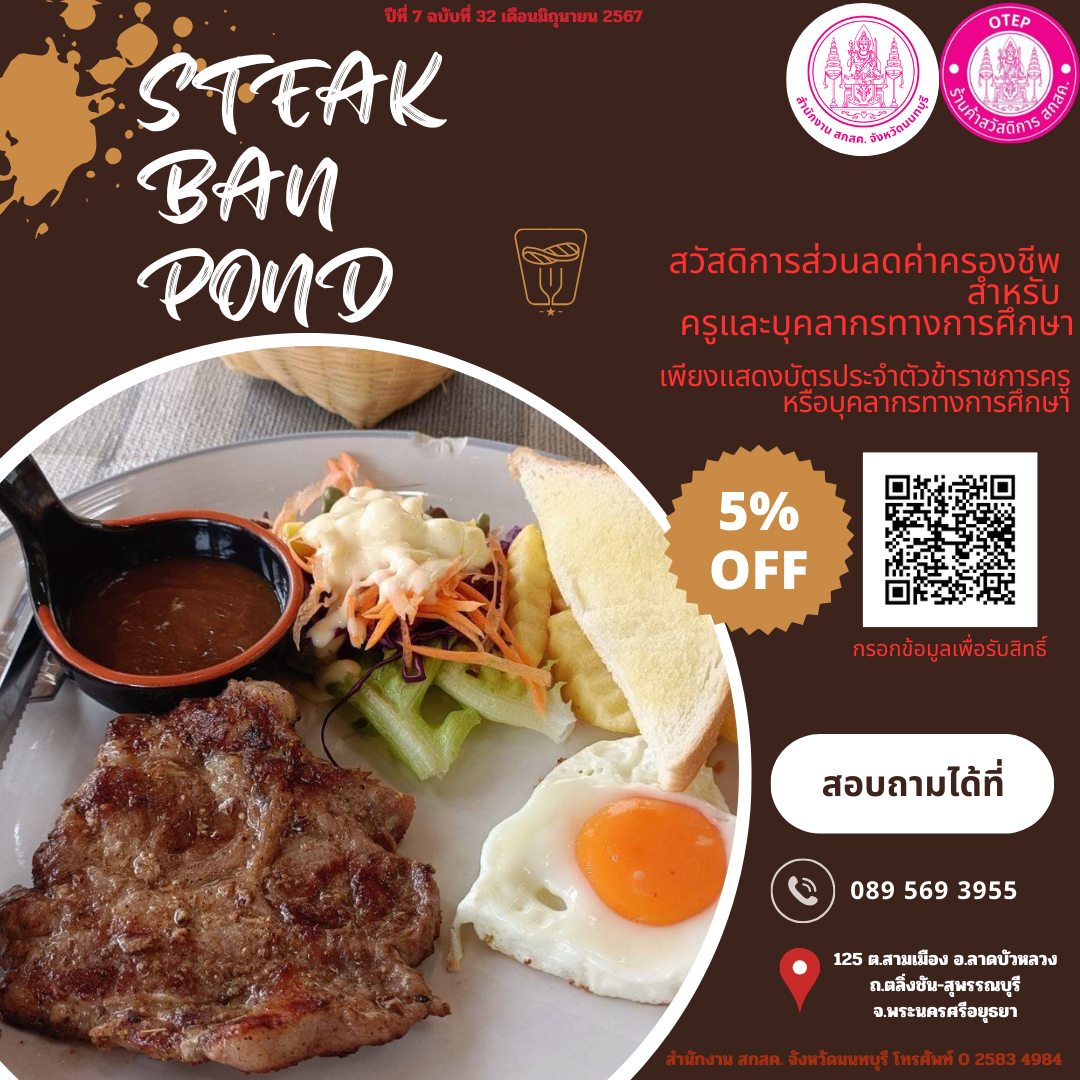 ปีที่ 7 ฉบับที่ 32 เดือนมิถุนายน 2567
STEAK
BAN
POND
สำนักงาน สกสค. จังหวัดนนทบุรี
OTEP
ร้านค้าสวัสดิการ สกสค.
สวัสดิการส่วนลดค่าครองชีพ
สำหรับ
ครูและบุคลากรทางการศึกษา
เพียงแสดงบัตรประจำตัวข้าราชการครู
หรือบุคลากรทางการศึกษา
5%
OFF
กรอกข้อมูลเพื่อรับสิทธิ์
สอบถามได้ที่
089 569 3955
125 ต.สามเมือง อ.ลาดบัวหลวง
ถ.ตลิ่งชัน-สุพรรณบุรี
จ.พระนครศรีอยุธยา
สำนักงาน สกสค. จังหวัดนนทบุรี โทรศัพท์ 0 2583 4984